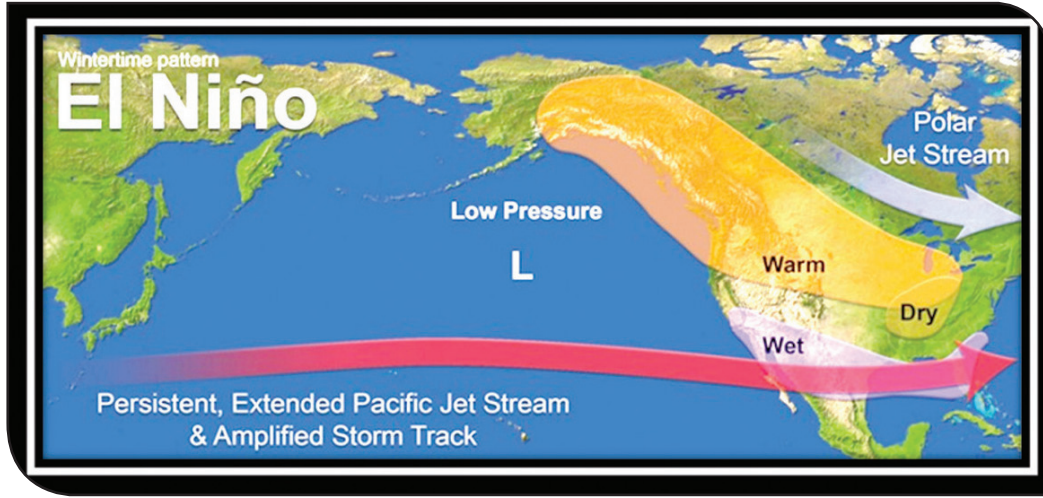 Wintertime pattern
El Niño
Polar
Jet Stream
Low Pressure
L
Warm
Dry
Wet
Persistent, Extended Pacific Jet Stream
& Amplified Storm Track